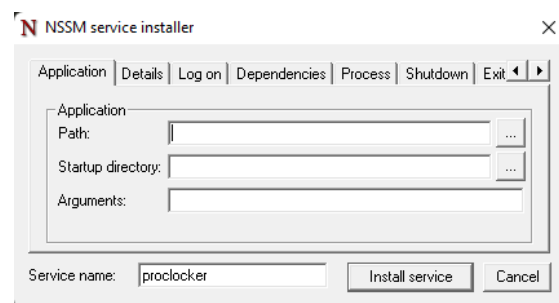 N NSSM service installer
Application Details Log on Dependencies Process Shutdown Exit
Application
Path:
...
Startup directory:
...
Arguments:
Service name: proclocker Install service Cancel